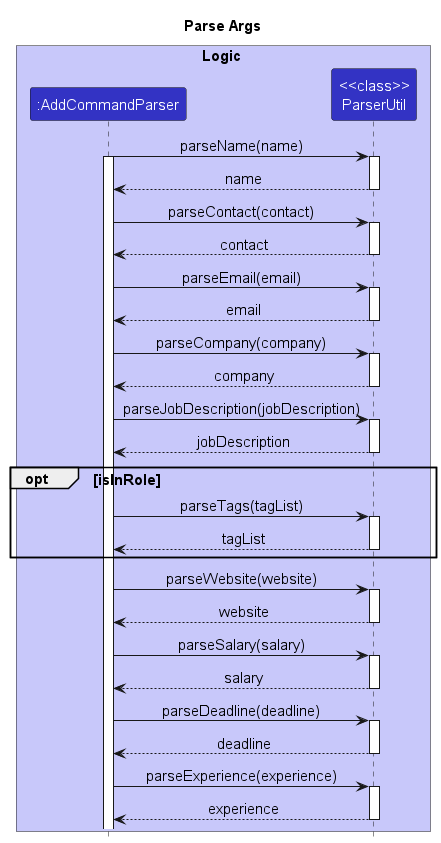 Parse Args
Logic
:AddCommandParser
<<class>>
ParserUtil
parseName(name)
name
parseContact(contact)
contact
parseEmail(email)
email
parseCompany(company)
company
parseJobDescription(jobDescription)
jobDescription
opt [isInRole]
parseTags(tagList)
tagList
parseWebsite(website)
website
parseSalary(salary)
salary
parseDeadline(deadline)
deadline
parseExperience(experience)
experience